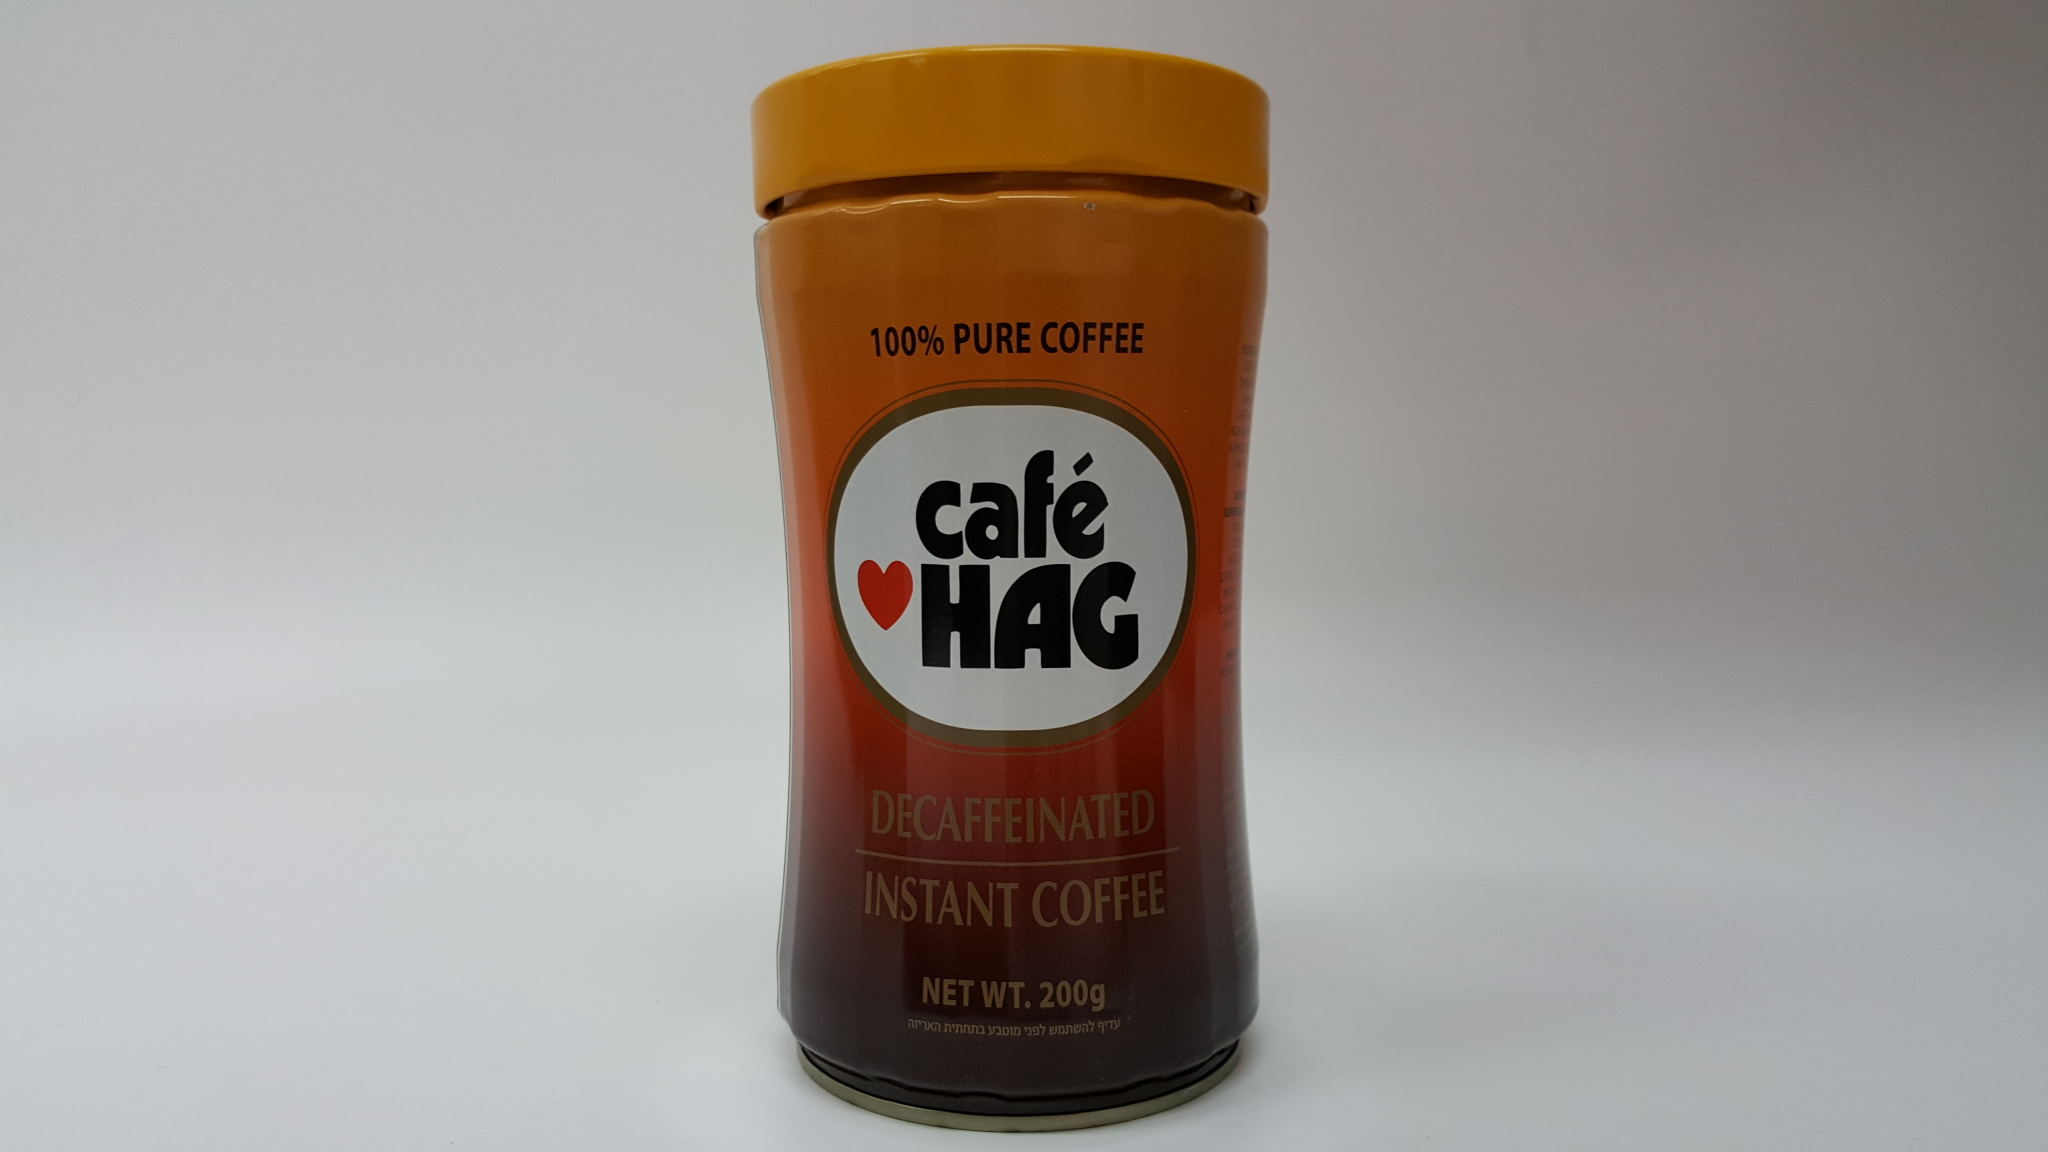 100% PURE COFFEE
café
HAG
DECAFFEINATED
INSTANT COFFEE
NET WT. 200g
עדיף להשתמש לפני מוטבע בתחתית האריזה